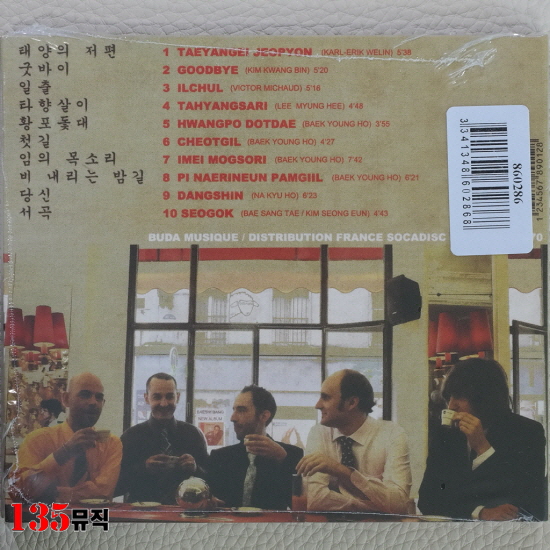 태양의 저편 1 TAEYANGEI JEOPYON (KARL-ERIK WELIN) 5'38
굿바이 2 GOODBYE (KIM KWANG BIN) 5'20
일출 3 ILCHUL (VICTOR MICHAUD) 5'16
타향살이 4 TAHYANGSARI (LEE MYUNG HEE) 4'48
황포돛대 5 HWANGPO DOTDAE (BAEK YOUNG HO) 3'55
첫길 6 CHEOTGIL (BAEK YOUNG HO) 4'27
임의 목소리 7 IMEI MOGSORI (BAEK YOUNG HO) 7'42
비 내리는 밤길 8 PI NAERINEUN PAMGIIL (BAEK YOUNG HO) 6'21
당신 9 DANGSHIN (NA KYU HO) 6'23
서곡 10 SEOGOK (BAE SANG TAE / KIM SEONG EUN) 4'43
BUDA MUSIQUE / DISTRIBUTION FRANCE SOCADISC
70
3341348602868
860286
1234567890128
135뮤직